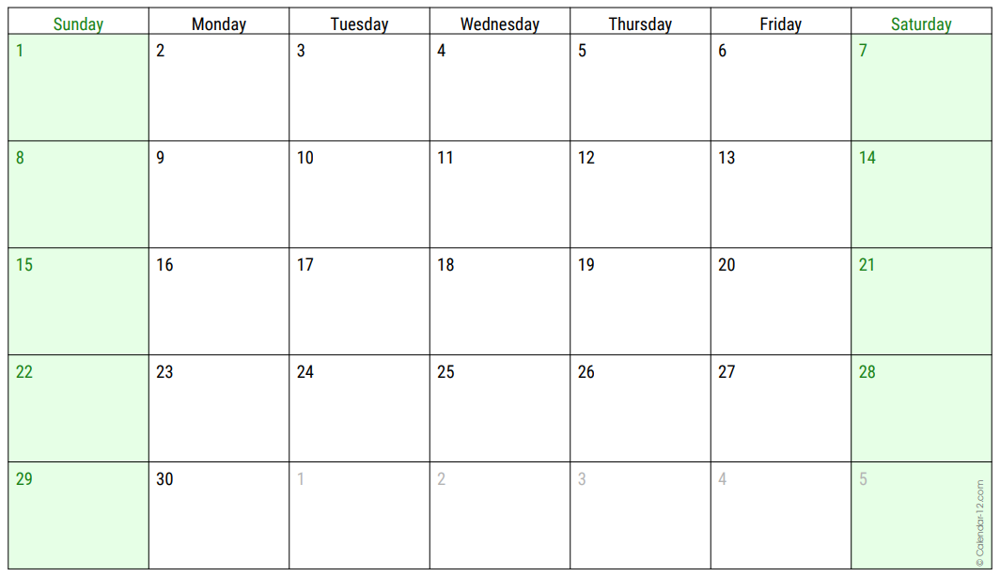 Sunday Monday Tuesday Wednesday Thursday Friday Saturday
1 2 3 4 5 6 7
8 9 10 11 12 13 14
15 16 17 18 19 20 21
22 23 24 25 26 27 28
29 30 1 2 3 4 5
© Calendar-12.com